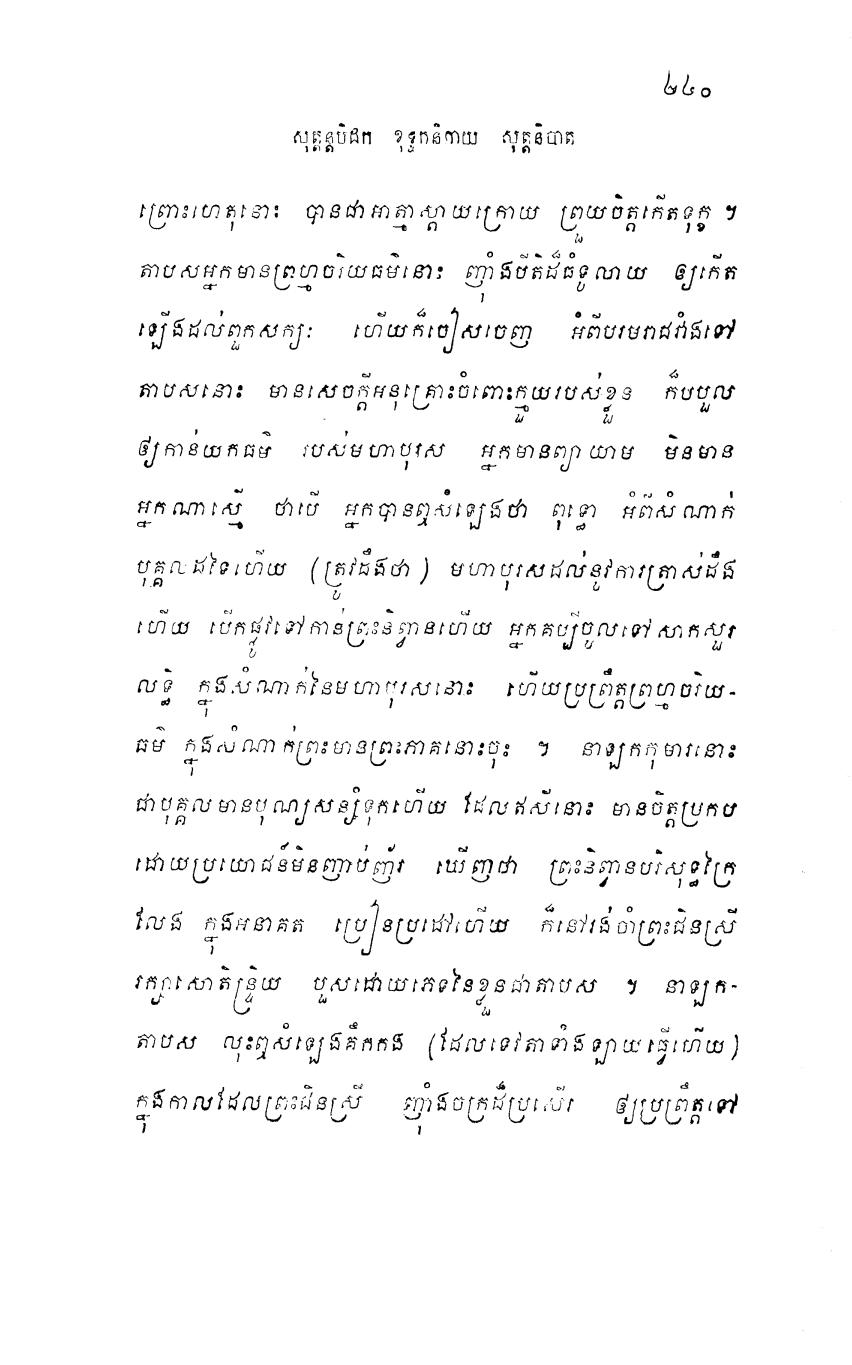 ២៤០
សុត្តន្តបិដក ខុទ្ទកនិកាយ សុត្តនិបាត
ព្រោះហេតុនោះ បានជាអាត្មាស្ដាយក្រោយ ព្រួយចិត្តកើតទុក្ខ ។
តាបសអ្នកមានព្រហ្មចរិយធម៌នោះ ញ៉ាំងបីតិដ៏ធំទូលាយ ឲ្យកើត
ឡើងដល់ពួកសក្យៈ ហើយក៏ចៀសចេញ អំពីបរមរាជវាំងទៅ
តាបសនោះ មានសេចក្ដីអនុគ្រោះចំពោះក្មួយរបស់ខ្លួន ក៏បបួល
ឲ្យកាន់យកធម៌ របស់មហាបុរស អ្នកមានព្យាយាម មិនមាន
អ្នកណាស្មើ ថាបើ អ្នកបានឮសំឡេងថា ពុទ្ធោ អំពីសំណាក់
បុគ្គលដទៃហើយ (ត្រូវដឹងថា) មហាបុរសដល់នូវការត្រាស់ដឹង
ហើយ បើកផ្លូវទៅកាន់ព្រះនិព្វានហើយ អ្នកគប្បីចូលទៅសាកសួរ
លទ្ធិ ក្នុងសំណាក់នៃមហាបុរសនោះ ហើយប្រព្រឹត្តព្រហ្មចរិយ-
ធម៌ ក្នុងសំណាក់ព្រះមានព្រះភាគនោះចុះ ។ នាឡកកុមារនោះ
ជាបុគ្គលមានបុណ្យសន្សំទុកហើយ ដែលឥសីនោះ មានចិត្តប្រកប
ដោយប្រយោជន៍មិនញាប់ញ័រ ឃើញថា ព្រះនិព្វានបរិសុទ្ធវៃក្រ
លែង ក្នុងអនាគត ប្រៀនប្រដៅហើយ ក៏នៅរង់ចាំព្រះជិនស្រី
រក្សាសោតិន្ទ្រិយ បួសដោយភេទនៃខ្លួនជាតាបស ។ នាឡក-
តាបស លុះឮសំឡេងគឹកកង (ដែលទេវតាទាំងឡាយធ្វើហើយ)
ក្នុងកាលដែលព្រះជិនស្រី ញ៉ាំងចក្រដ៏ប្រសើរ ឲ្យប្រព្រឹត្តទៅ